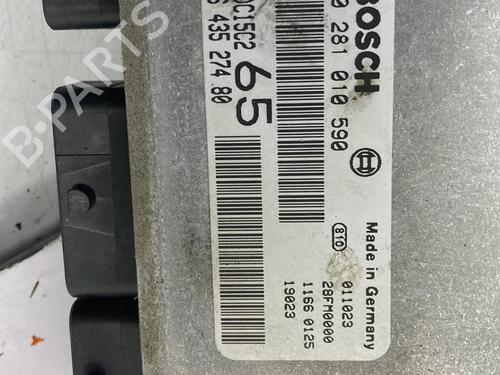 BOSCH
0 281 010 590
DC15C2
65
6 435 274 80
810
Made in Germany
011023
28FM0000
1166 0125
19023
B-PARTS